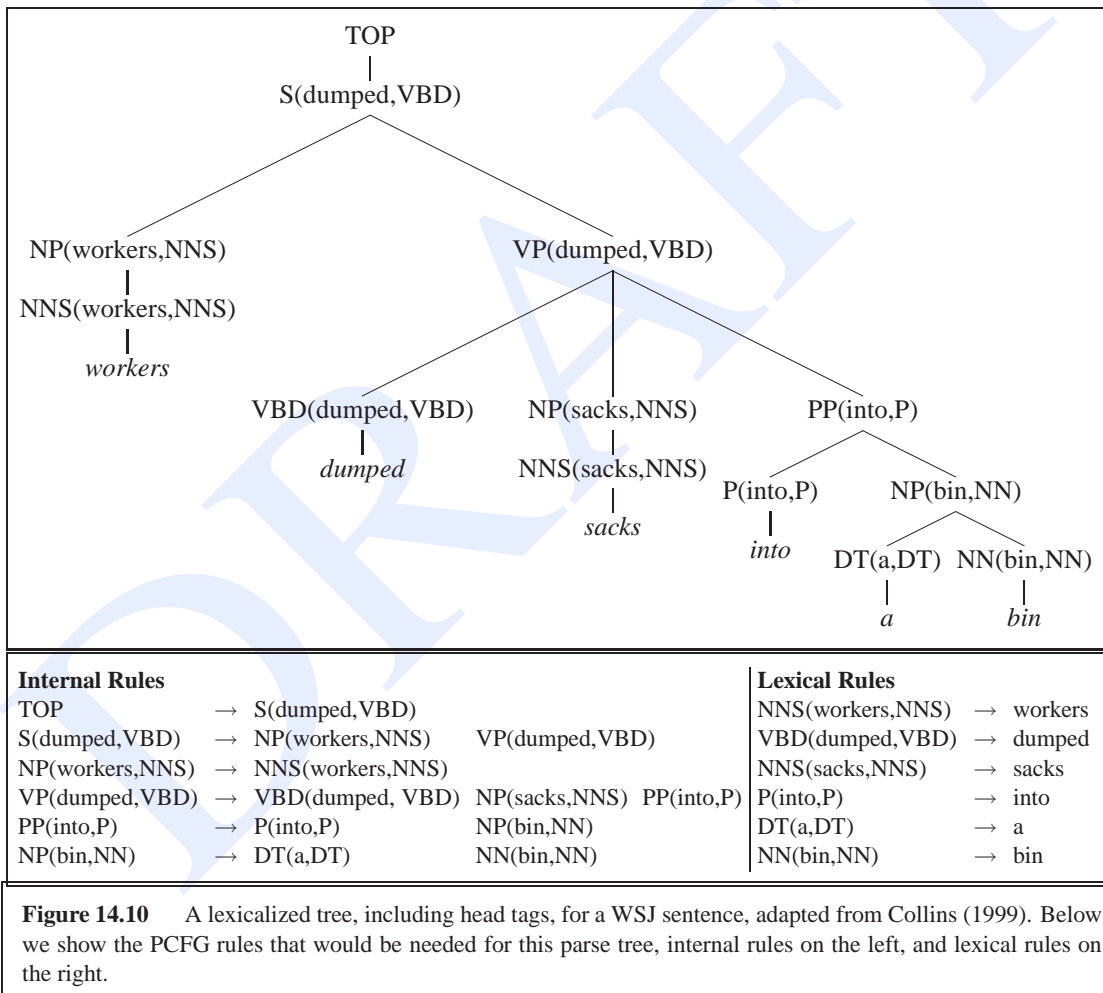 TOP
S(dumped,VBD)
NP(workers,NNS) VP(dumped,VBD)
NNS(workers,NNS)
workers
VBD(dumped,VBD) NP(sacks,NNS) PP(into,P)
dumped NNS(sacks,NNS)
P(into,P) NP(bin,NN)
sacks
into
DT(a,DT) NN(bin,NN)
a bin
Internal Rules Lexical Rules
TOP → S(dumped,VBD) NNS(workers,NNS) → workers
S(dumped,VBD) → NP(workers,NNS) VP(dumped,VBD) VBD(dumped,VBD) → dumped
NP(workers,NNS) → NNS(workers,NNS) NNS(sacks,NNS) → sacks
VP(dumped,VBD) → VBD(dumped, VBD) NP(sacks,NNS) PP(into,P) P(into,P) → into
PP(into,P) → P(into,P) NP(bin,NN) DT(a,DT) → a
NP(bin,NN) → DT(a,DT) NN(bin,NN) NN(bin,NN) → bin
Figure 14.10 A lexicalized tree, including head tags, for a WSJ sentence, adapted from Collins (1999). Below
we show the PCFG rules that would be needed for this parse tree, internal rules on the left, and lexical rules on
the right.
DRAFT